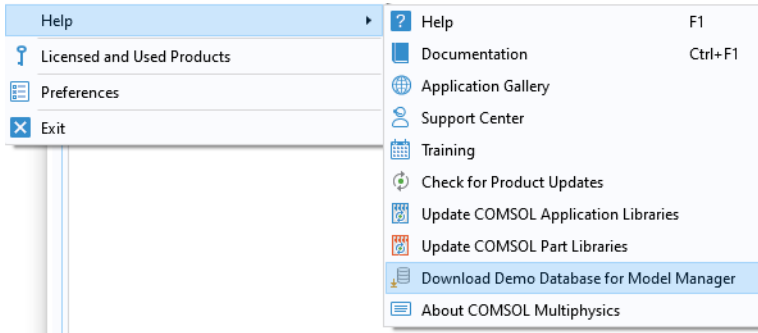 Help
Licensed and Used Products
Preferences
Exit
? Help F1
Documentation Ctrl+F1
Application Gallery
Support Center
Training
Check for Product Updates
Update COMSOL Application Libraries
Update COMSOL Part Libraries
Download Demo Database for Model Manager
About COMSOL Multiphysics